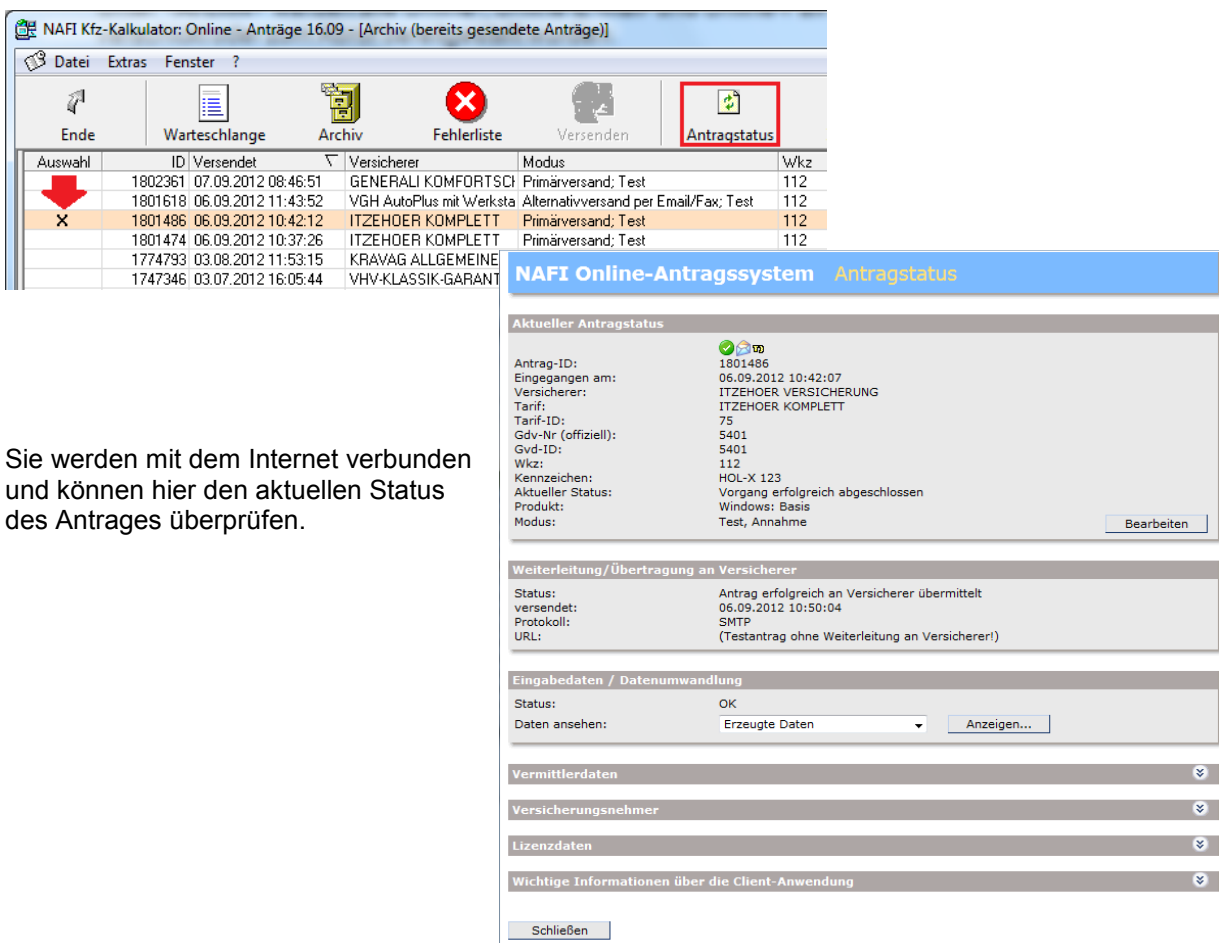 NAFI Kfz-Kalkulator: Online - Anträge 16.09 - [Archiv (bereits gesendete Anträge)]
Datei Extras Fenster ?
Ende Warteschlange Archiv Fehlerliste Versenden Antragstatus
Auswahl ID Versendet Versicherer Modus Wkz
1802361 07.09.2012 08:46:51 GENERALI KOMFORTSCH Primärversand; Test 112
1801618 06.09.2012 11:43:52 VGH AutoPlus mit Werksta Alternativversand per Email/Fax; Test 112
X 1801486 06.09.2012 10:42:12 ITZEHOER KOMPLETT Primärversand; Test 112
1801474 06.09.2012 10:37:26 ITZEHOER KOMPLETT Primärversand; Test 112
1774793 03.08.2012 11:53:15 KRAVAG ALLGEMEINE
1747346 03.07.2012 16:05:44 VHV-KLASSIK-GARANT
NAFI Online-Antragssystem Antragstatus
Aktueller Antragstatus
Antrag-ID: 1801486
Eingegangen am: 06.09.2012 10:42:07
Versicherer: ITZEHOER VERSICHERUNG
Tarif: ITZEHOER KOMPLETT
Tarif-ID: 75
Gdv-Nr (offiziell): 5401
Gvd-ID: 5401
Wkz: 112
Kennzeichen: HOL-X 123
Aktueller Status: Vorgang erfolgreich abgeschlossen
Produkt: Windows: Basis
Modus: Test, Annahme Bearbeiten
Sie werden mit dem Internet verbunden
und können hier den aktuellen Status
des Antrages überprüfen.
Weiterleitung/Übertragung an Versicherer
Status: Antrag erfolgreich an Versicherer übermittelt
versendet: 06.09.2012 10:50:04
Protokoll: SMTP
URL: (Testantrag ohne Weiterleitung an Versicherer!)
Eingabedaten / Datenumwandlung
Status: OK
Daten ansehen: Erzeugte Daten Anzeigen...
Vermittlerdaten
Versicherungsnehmer
Lizenzdaten
Wichtige Informationen über die Client-Anwendung
Schließen